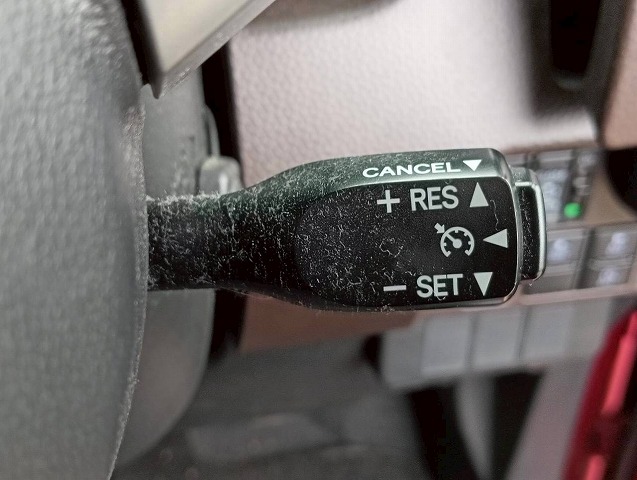 CANCEL▼
+ RES ▲
◀
− SET ▼